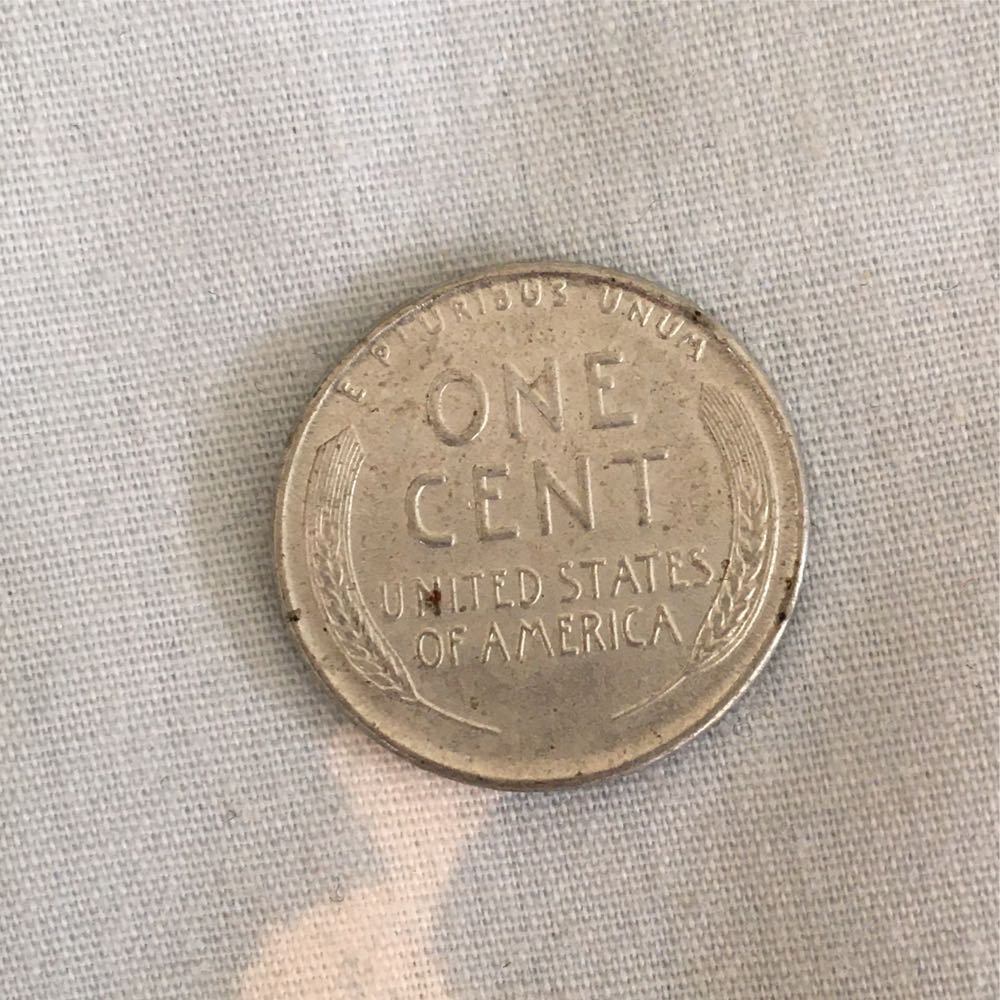 E PLURIBUS UNUM
ONE
CENT
UNITED STATES
OF AMERICA